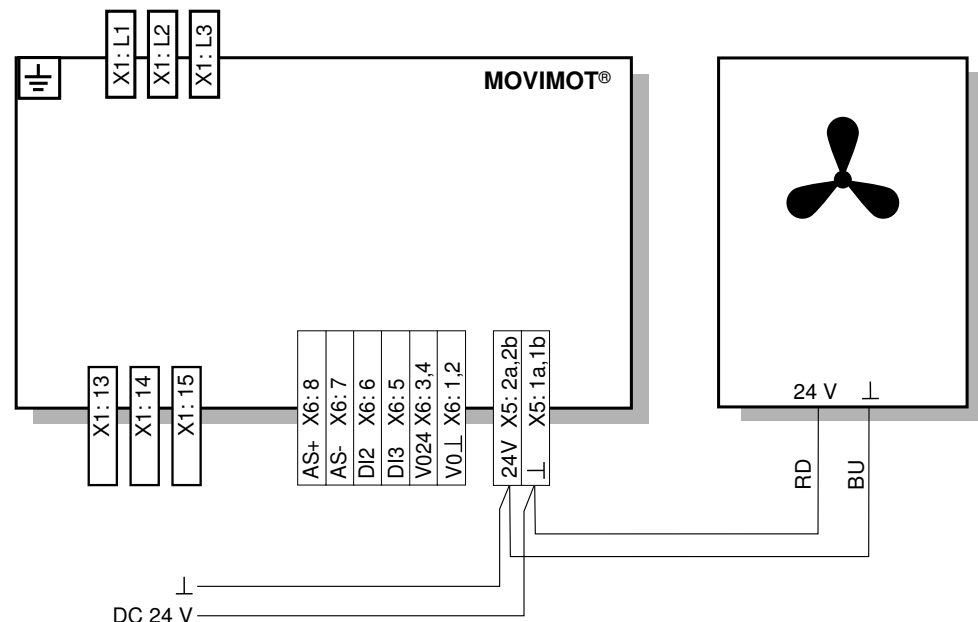 X1: L1
X1: L2
X1: L3
MOVIMOT®
X1: 13
X1: 14
X1: 15
AS+ X6: 8
AS- X6: 7
DI2 X6: 6
DI3 X6: 5
V024 X6: 3,4
V0⊥ X6: 1,2
24V X5: 2a,2b
⊥ X5: 1a,1b
24 V ⊥
RD
BU
⊥
DC 24 V